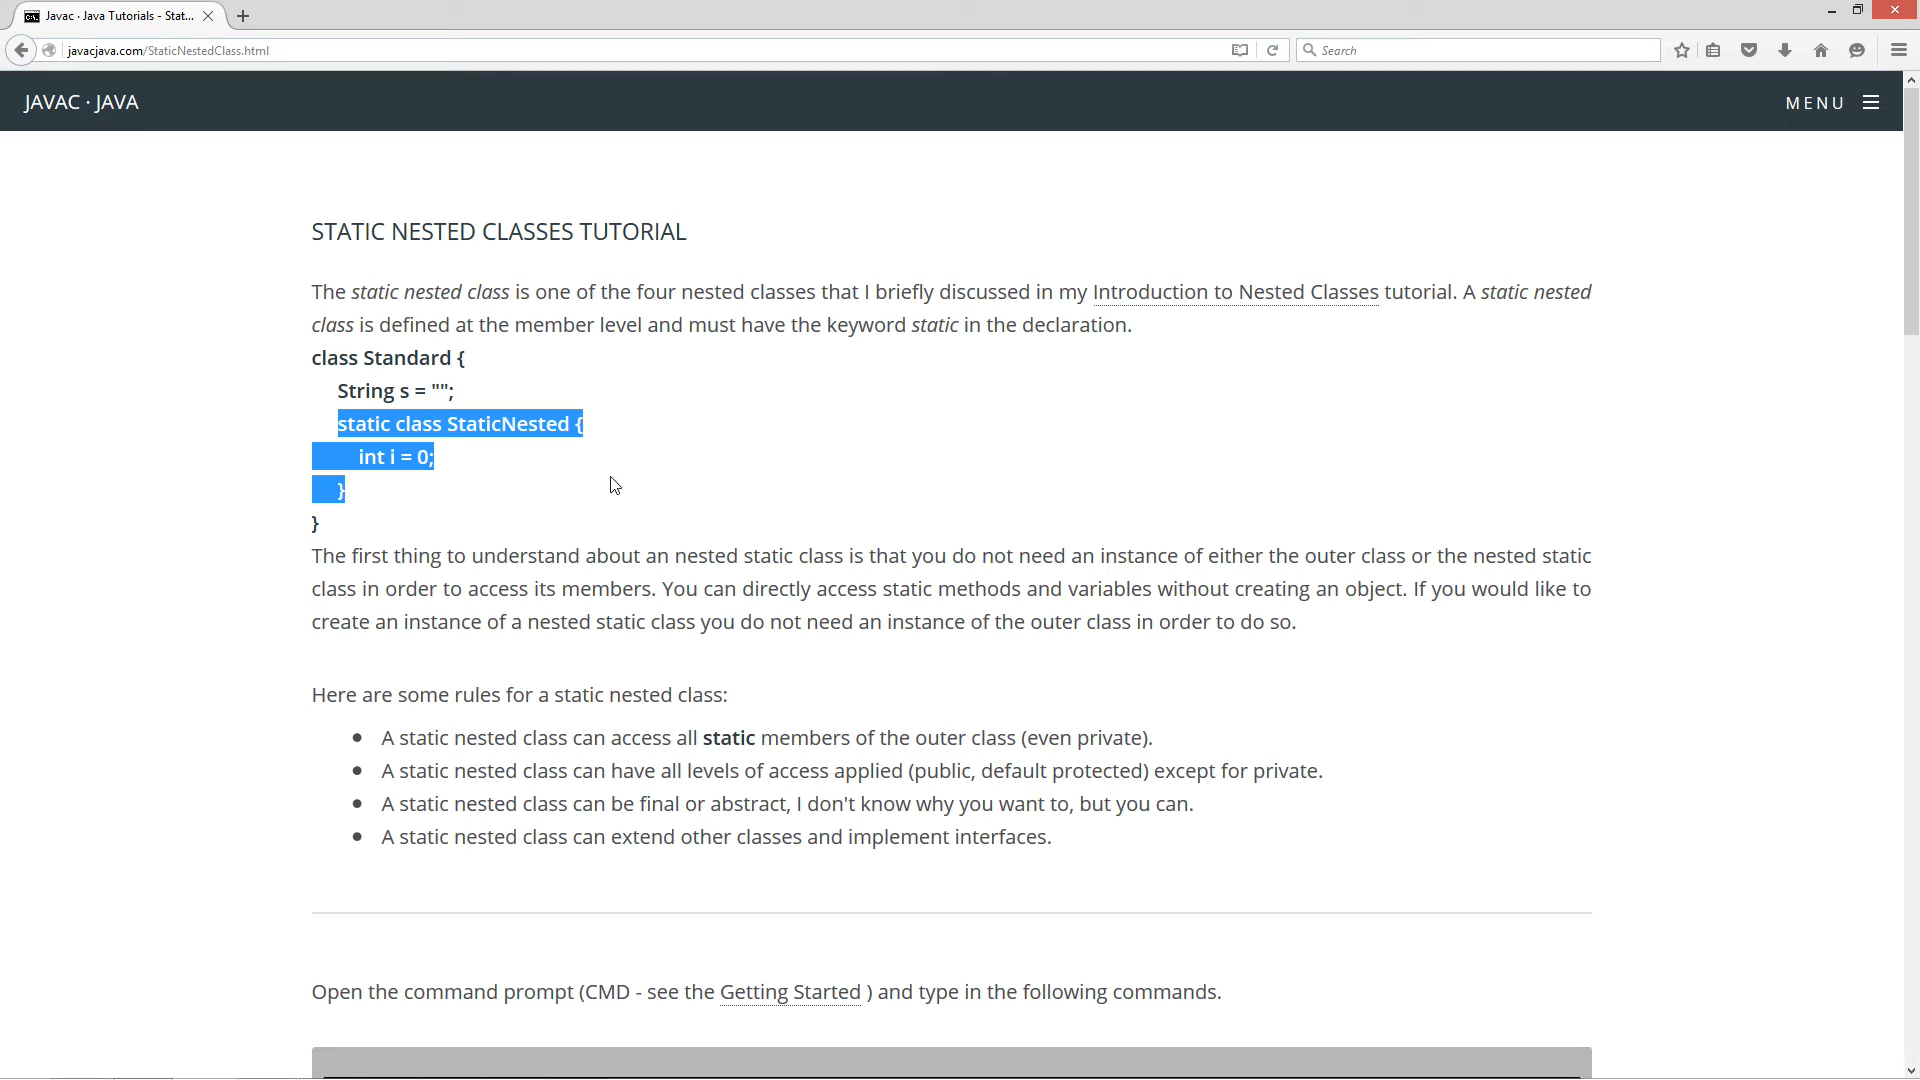 Javac · Java Tutorials - Stat...
javacjava.com/StaticNestedClass.html
Search
JAVAC · JAVA
MENU
STATIC NESTED CLASSES TUTORIAL
The static nested class is one of the four nested classes that I briefly discussed in my Introduction to Nested Classes tutorial. A static nested
class is defined at the member level and must have the keyword static in the declaration.
class Standard {
String s = "";
static class StaticNested {
int i = 0;
}
}
The first thing to understand about an nested static class is that you do not need an instance of either the outer class or the nested static
class in order to access its members. You can directly access static methods and variables without creating an object. If you would like to
create an instance of a nested static class you do not need an instance of the outer class in order to do so.
Here are some rules for a static nested class:
A static nested class can access all static members of the outer class (even private).
A static nested class can have all levels of access applied (public, default protected) except for private.
A static nested class can be final or abstract, I don't know why you want to, but you can.
A static nested class can extend other classes and implement interfaces.
Open the command prompt (CMD - see the Getting Started ) and type in the following commands.